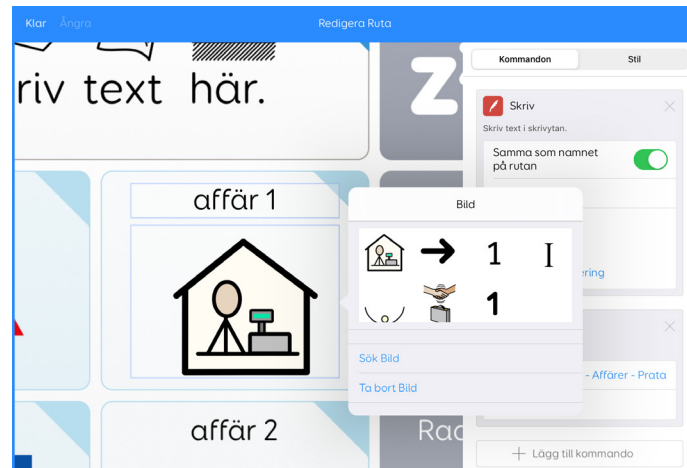 Klar Ångra Redigera Ruta
riv text här.
Z
Kommandon Stil
Skriv
Skriv text i skrivytan.
Samma som namnet
på rutan
affär 1
Bild
1 I
1
ering
Sök Bild
Ta bort Bild
- Affärer - Prata
affär 2
Rad
+ Lägg till kommando